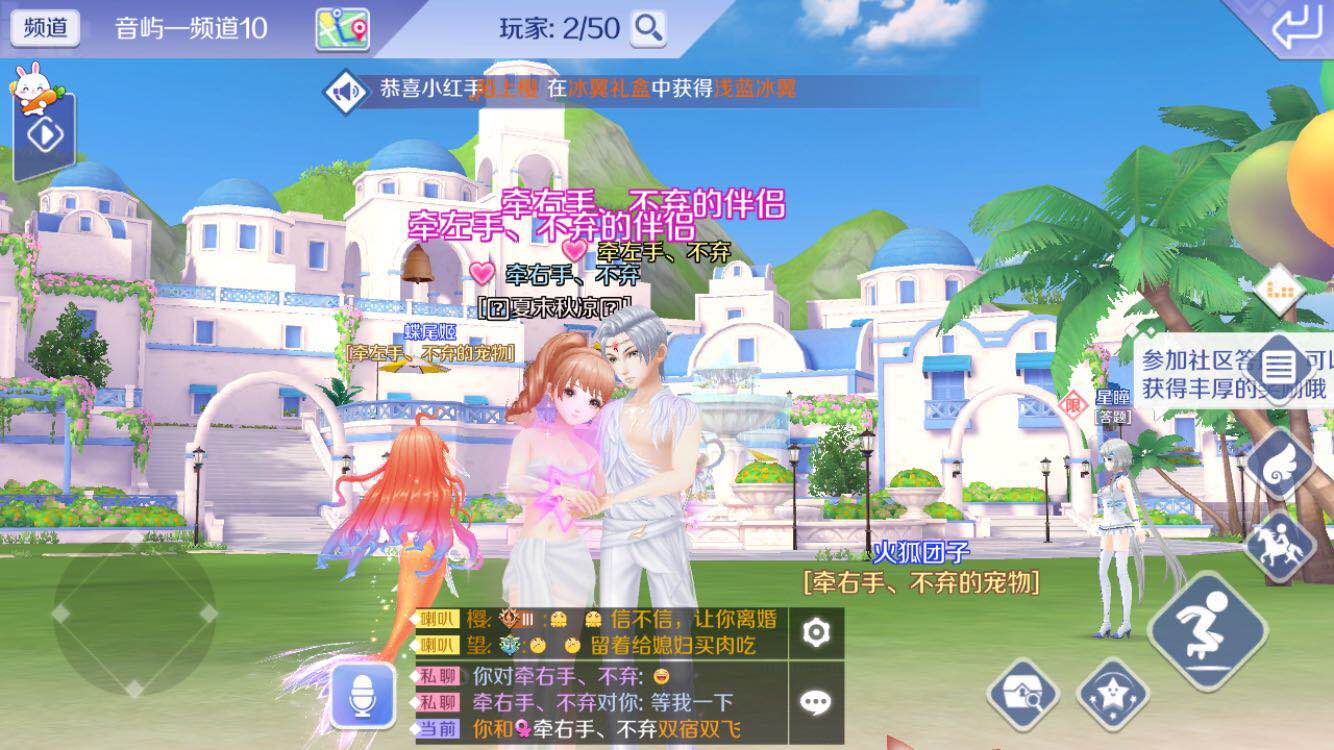 频道
音屿—频道10
玩家: 2/50
恭喜小红手陌上樱 在冰翼礼盒中获得浅蓝冰翼
牵右手、不弃的伴侣
牵左手、不弃的伴侣
牵左手、不弃
牵右手、不弃
[?夏末秋凉?]
蝶尾姬
[牵左手、不弃的宠物]
参加社区答
可以
获得丰厚的奖励哦
限
星瞳
[答题]
火狐团子
[牵右手、不弃的宠物]
喇叭 樱: III : 信不信，让你离婚
喇叭 望: : 留着给媳妇买肉吃
私聊 你对牵右手、不弃:
私聊 牵右手、不弃对你: 等我一下
当前 你和牵右手、不弃双宿双飞